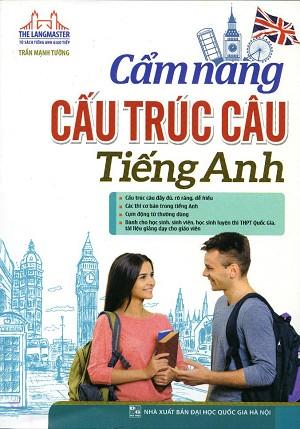 THE LANGMASTER
TỦ SÁCH TIẾNG ANH GIAO TIẾP
TRẦN MẠNH TƯỜNG
Cẩm nang
CẤU TRÚC CÂU
Tiếng Anh
Cấu trúc câu đầy đủ, rõ ràng, dễ hiểu
Các thì cơ bản trong tiếng Anh
Cụm động từ thường dùng
Dành cho học sinh, sinh viên, học sinh luyện thi THPT Quốc Gia,
tài liệu giảng dạy cho giáo viên
NHÀ XUẤT BẢN ĐẠI HỌC QUỐC GIA HÀ NỘI